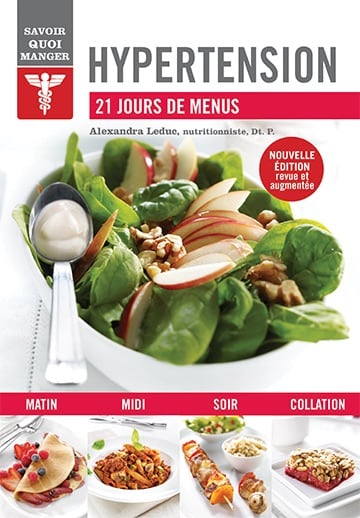 SAVOIR
QUOI
MANGER
HYPERTENSION
21 JOURS DE MENUS
Alexandra Leduc, nutritionniste, Dt. P.
NOUVELLE
ÉDITION
revue et
augmentée
MATIN
MIDI
SOIR
COLLATION